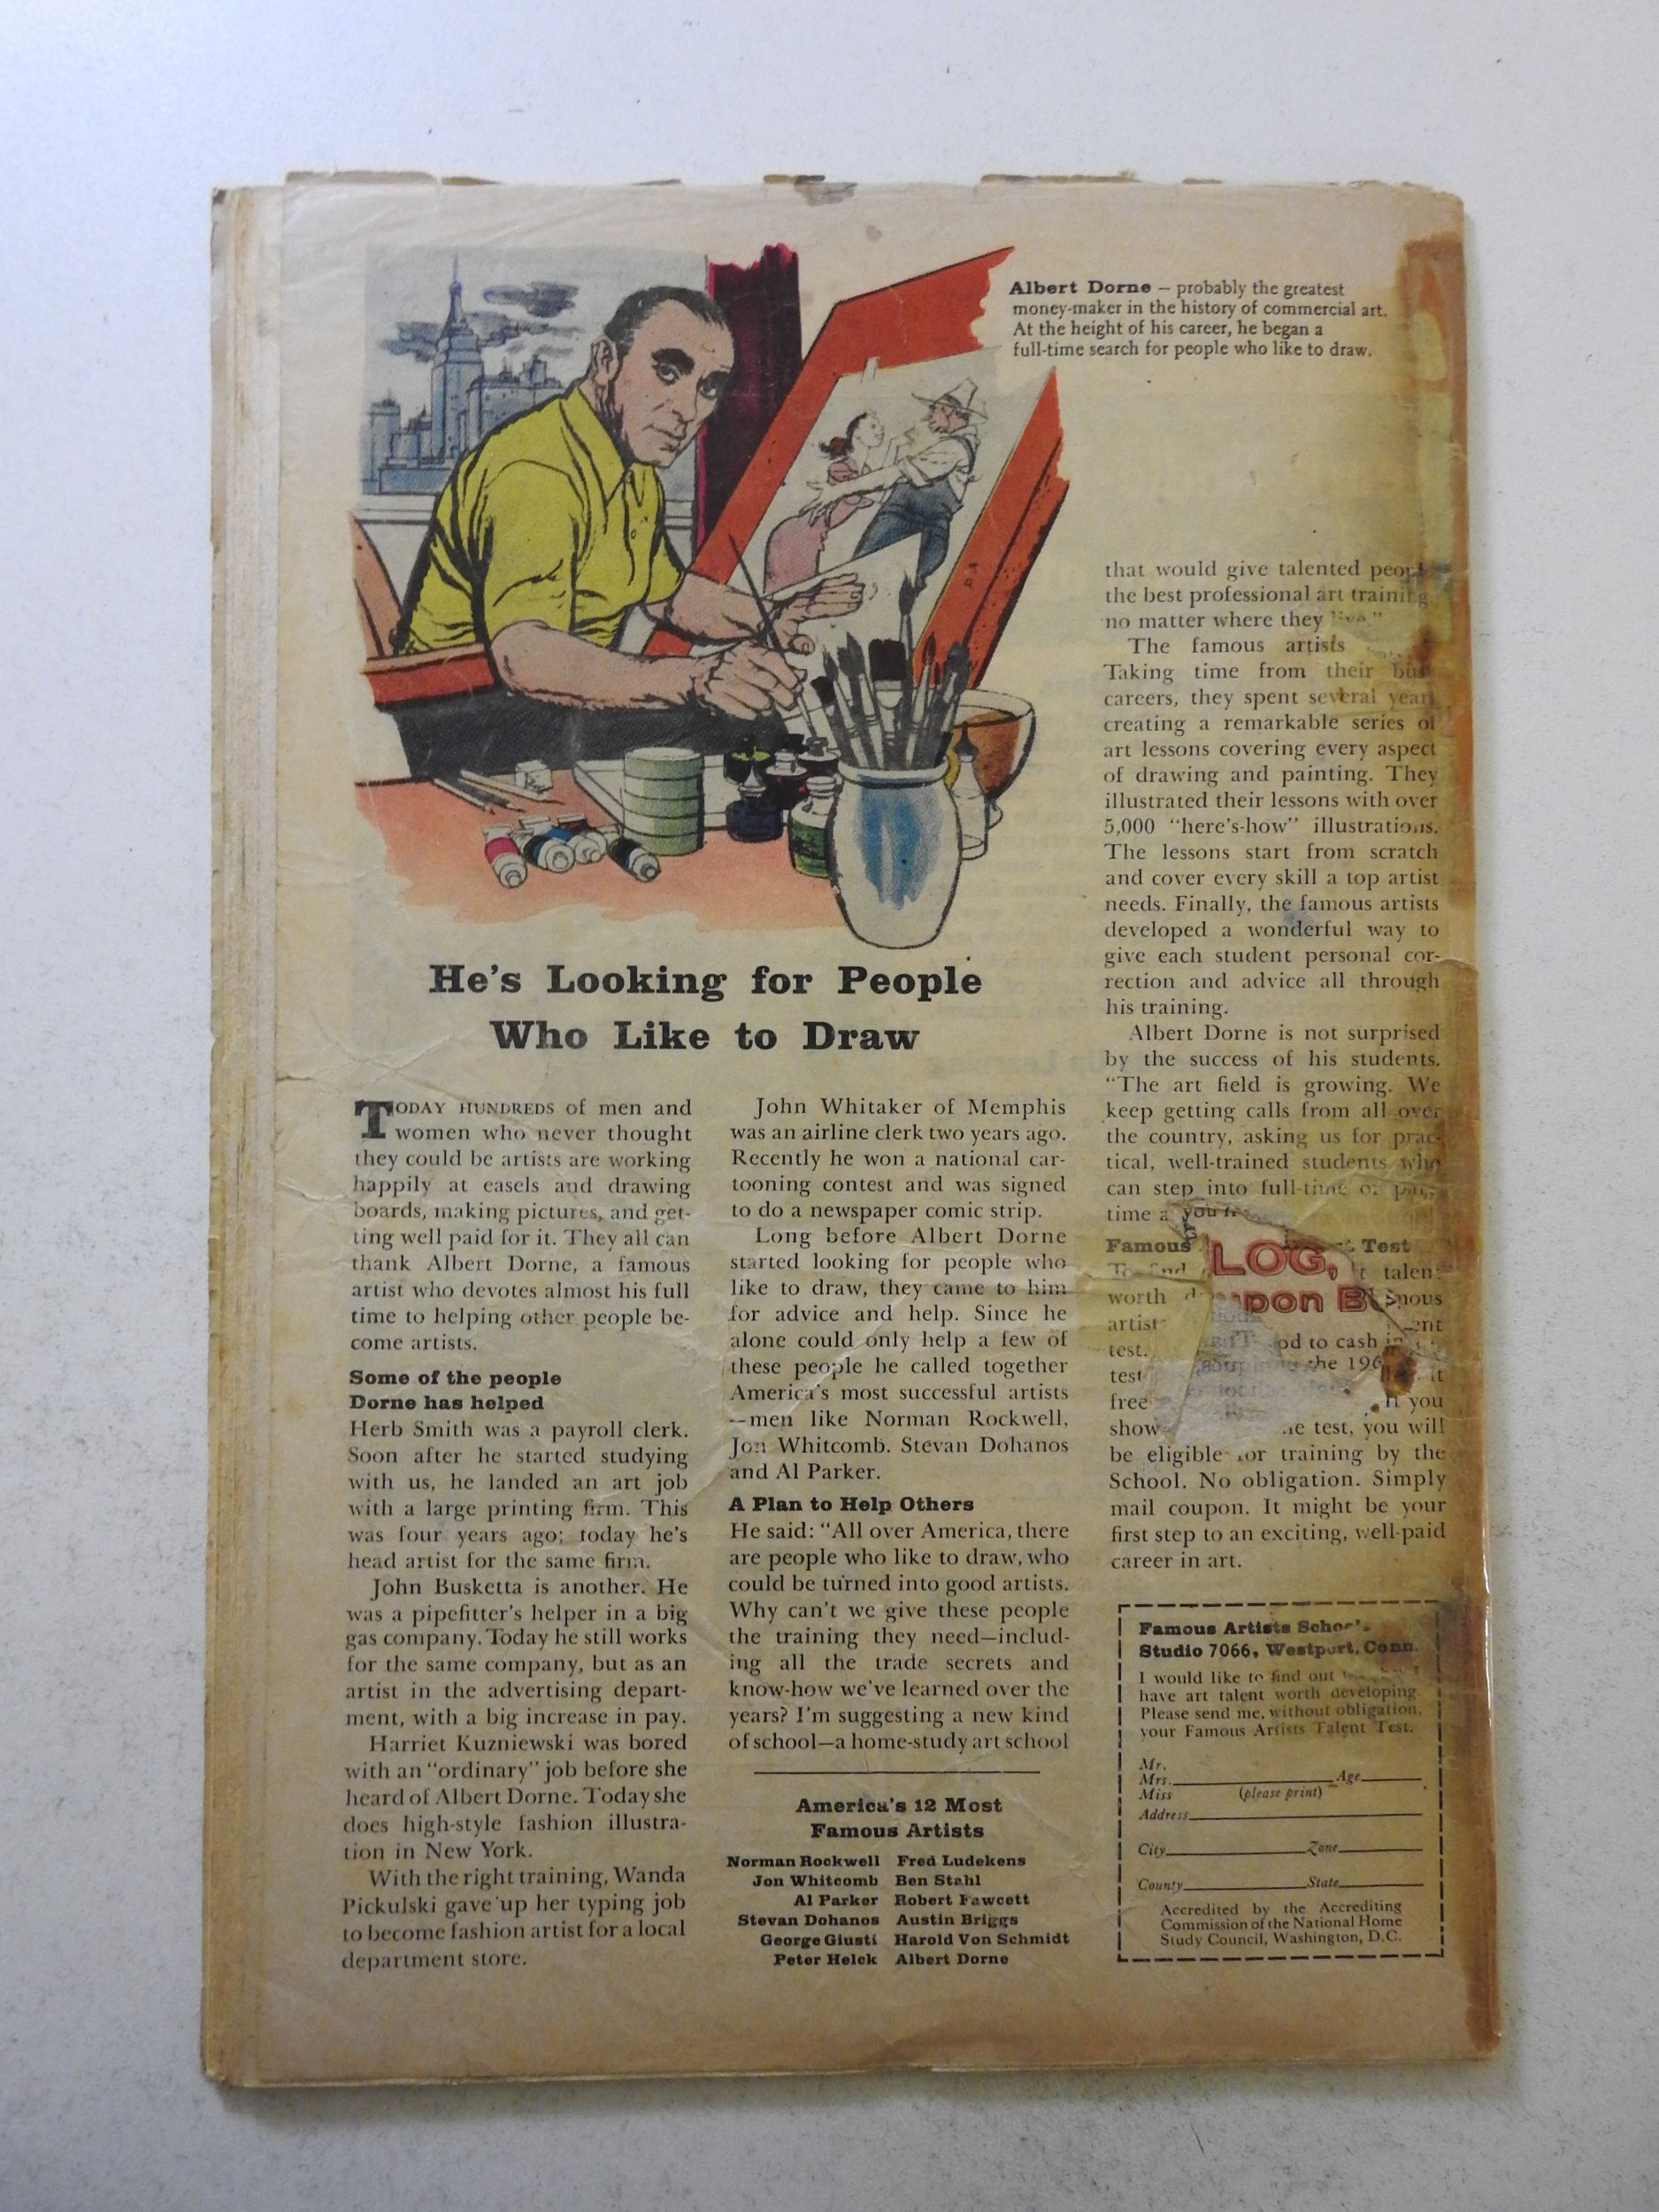 Albert Dorne — probably the greatest
money-maker in the history of commercial art.
At the height of his career, he began a
full-time search for people who like to draw.
He's Looking for People
Who Like to Draw
TODAY HUNDREDS of men and
women who never thought
they could be artists are working
happily at easels and drawing
boards, making pictures, and get-
ting well paid for it. They all can
thank Albert Dorne, a famous
artist who devotes almost his full
time to helping other people be-
come artists.
Some of the people
Dorne has helped
Herb Smith was a payroll clerk.
Soon after he started studying
with us, he landed an art job
with a large printing firm. This
was four years ago; today he's
head artist for the same firm.
John Busketta is another. He
was a pipefitter's helper in a big
gas company. Today he still works
for the same company, but as an
artist in the advertising depart-
ment, with a big increase in pay.
Harriet Kuzniewski was bored
with an "ordinary" job before she
heard of Albert Dorne. Today she
does high-style fashion illustra-
tion in New York.
With the right training, Wanda
Pickulski gave up her typing job
to become fashion artist for a local
department store.
John Whitaker of Memphis
was an airline clerk two years ago.
Recently he won a national car-
tooning contest and was signed
to do a newspaper comic strip.
Long before Albert Dorne
started looking for people who
like to draw, they came to him
for advice and help. Since he
alone could only help a few of
these people he called together
America's most successful artists
—men like Norman Rockwell,
Jon Whitcomb, Stevan Dohanos
and Al Parker.
A Plan to Help Others
He said: "All over America, there
are people who like to draw, who
could be turned into good artists.
Why can't we give these people
the training they need—includ-
ing all the trade secrets and
know-how we've learned over the
years? I'm suggesting a new kind
of school—a home-study art school
America's 12 Most
Famous Artists
Norman Rockwell Fred Ludekens
Jon Whitcomb Ben Stahl
Al Parker Robert Fawcett
Stevan Dohanos Austin Briggs
George Giusti Harold Von Schmidt
Peter Helck Albert Dorne
that would give talented people
the best professional art training
no matter where they live."
The famous artists
Taking time from their busy
careers, they spent several years
creating a remarkable series of
art lessons covering every aspect
of drawing and painting. They
illustrated their lessons with over
5,000 "here's-how" illustrations.
The lessons start from scratch
and cover every skill a top artist
needs. Finally, the famous artists
developed a wonderful way to
give each student personal cor-
rection and advice all through
his training.
Albert Dorne is not surprised
by the success of his students.
"The art field is growing. We
keep getting calls from all over
the country, asking us for prac-
tical, well-trained students who
can step into full-time or part-
time a you
Famous LOG, Test
talent
worth
artist
test. od to cash
test the
free If you
show test, you will
be eligible for training by the
School. No obligation. Simply
mail coupon. It might be your
first step to an exciting, well-paid
career in art.
Famous Artists Schools
Studio 7066, Westport, Conn.
I would like to find out
have art talent worth developing.
Please send me, without obligation,
your Famous Artists Talent Test.
Mr.
Mrs. Age
Miss (please print)
Address
City Zone
County State
Accredited by the Accrediting
Commission of the National Home
Study Council, Washington, D.C.